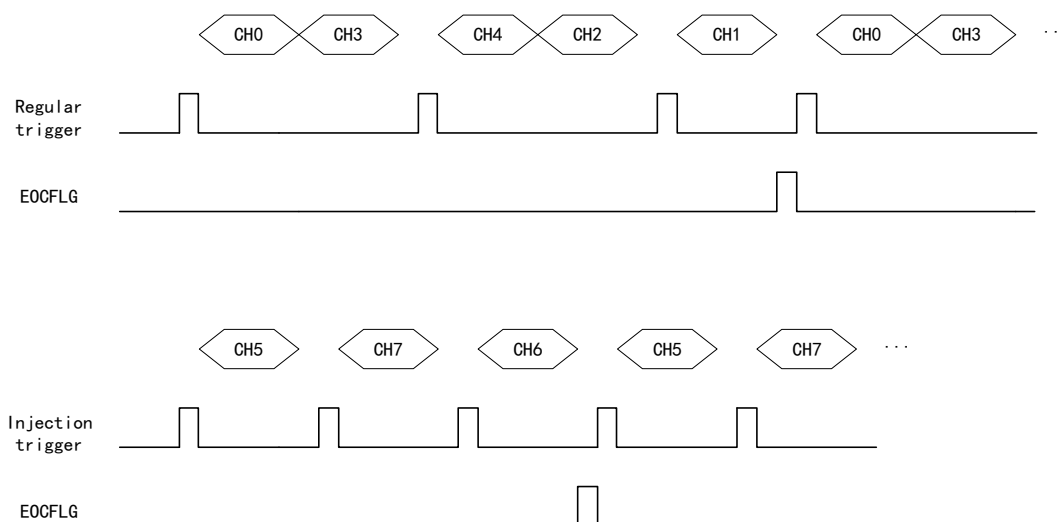 CH0 CH3 CH4 CH2 CH1 CH0 CH3 ··
Regular
trigger
EOCFLG
CH5 CH7 CH6 CH5 CH7 ···
Injection
trigger
EOCFLG